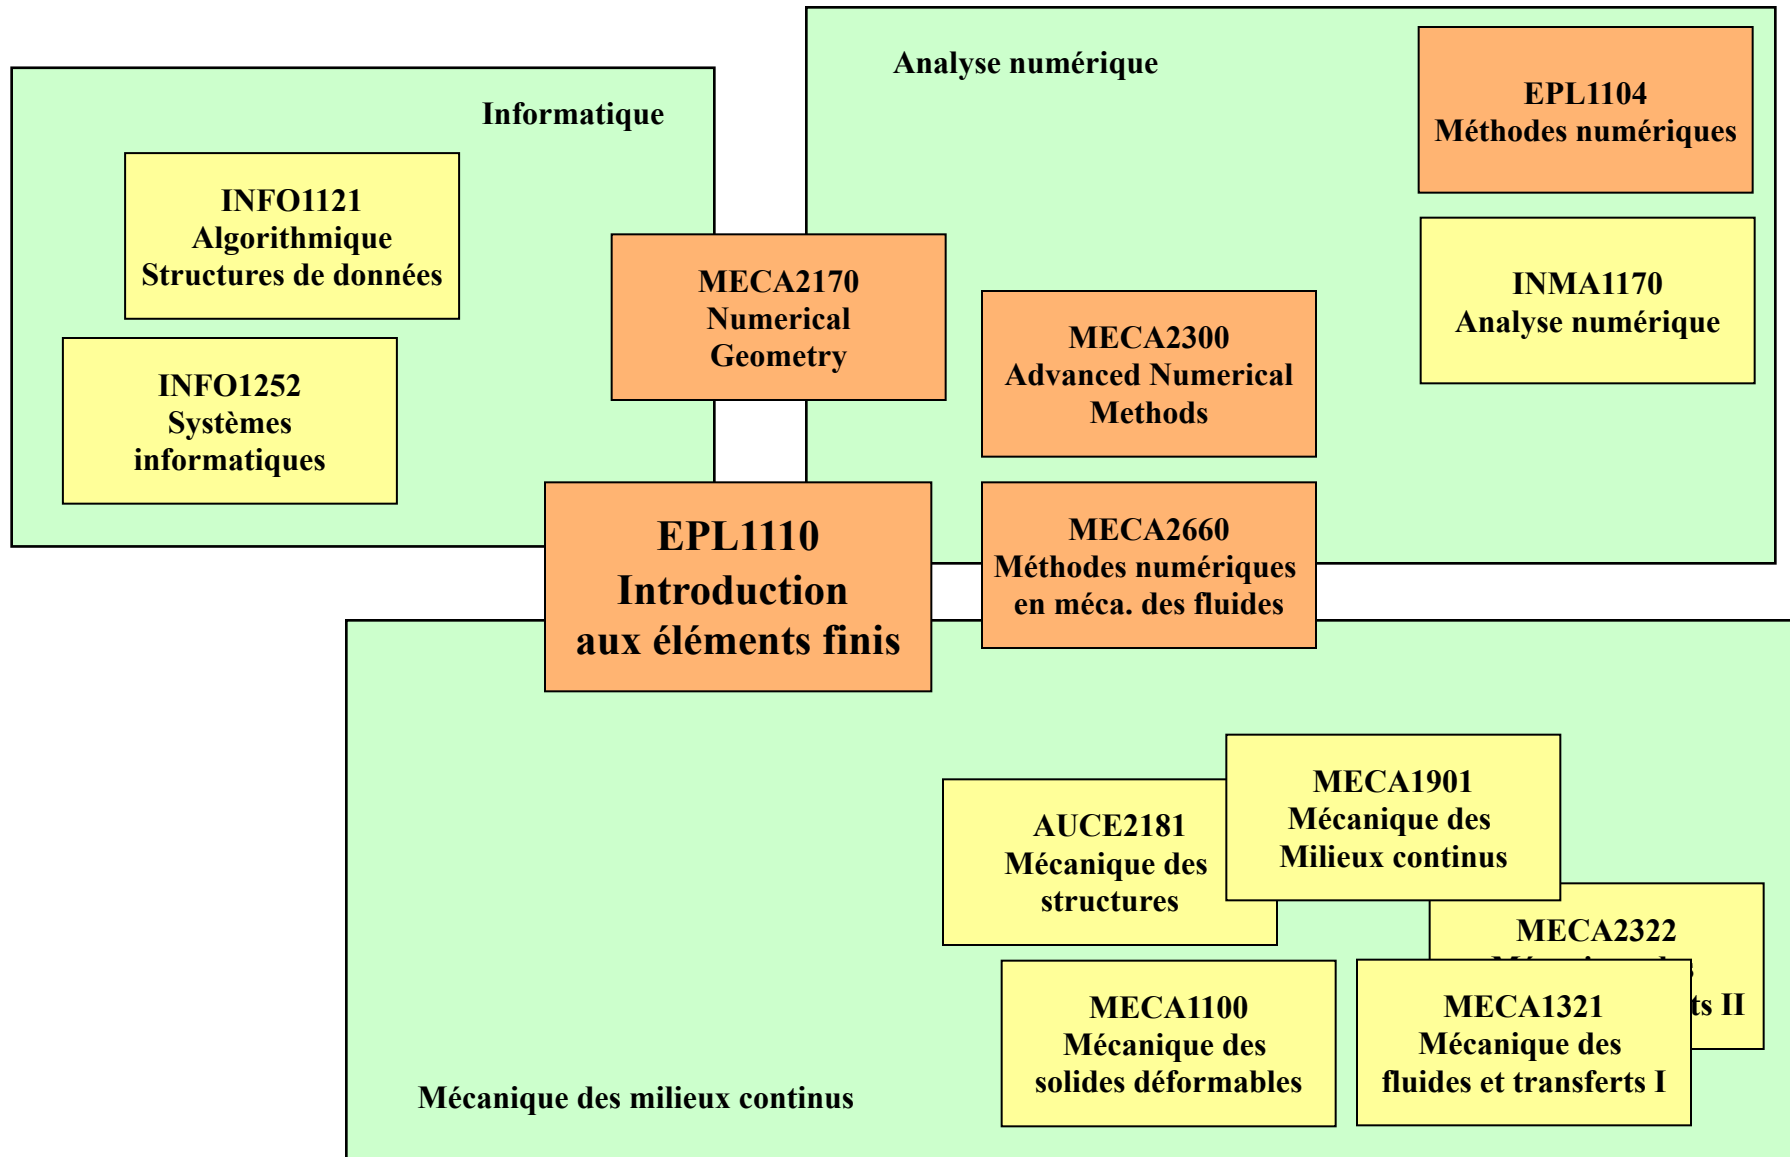 Analyse numérique
EPL1104
Méthodes numériques
INMA1170
Analyse numérique
Informatique
INFO1121
Algorithmique
Structures de données
INFO1252
Systèmes
informatiques
MECA2170
Numerical
Geometry
MECA2300
Advanced Numerical
Methods
EPL1110
Introduction
aux éléments finis
MECA2660
Méthodes numériques
en méca. des fluides
MECA1901
Mécanique des
Milieux continus
AUCE2181
Mécanique des
structures
MECA2322
ts II
MECA1100
Mécanique des
solides déformables
MECA1321
Mécanique des
fluides et transferts I
Mécanique des milieux continus